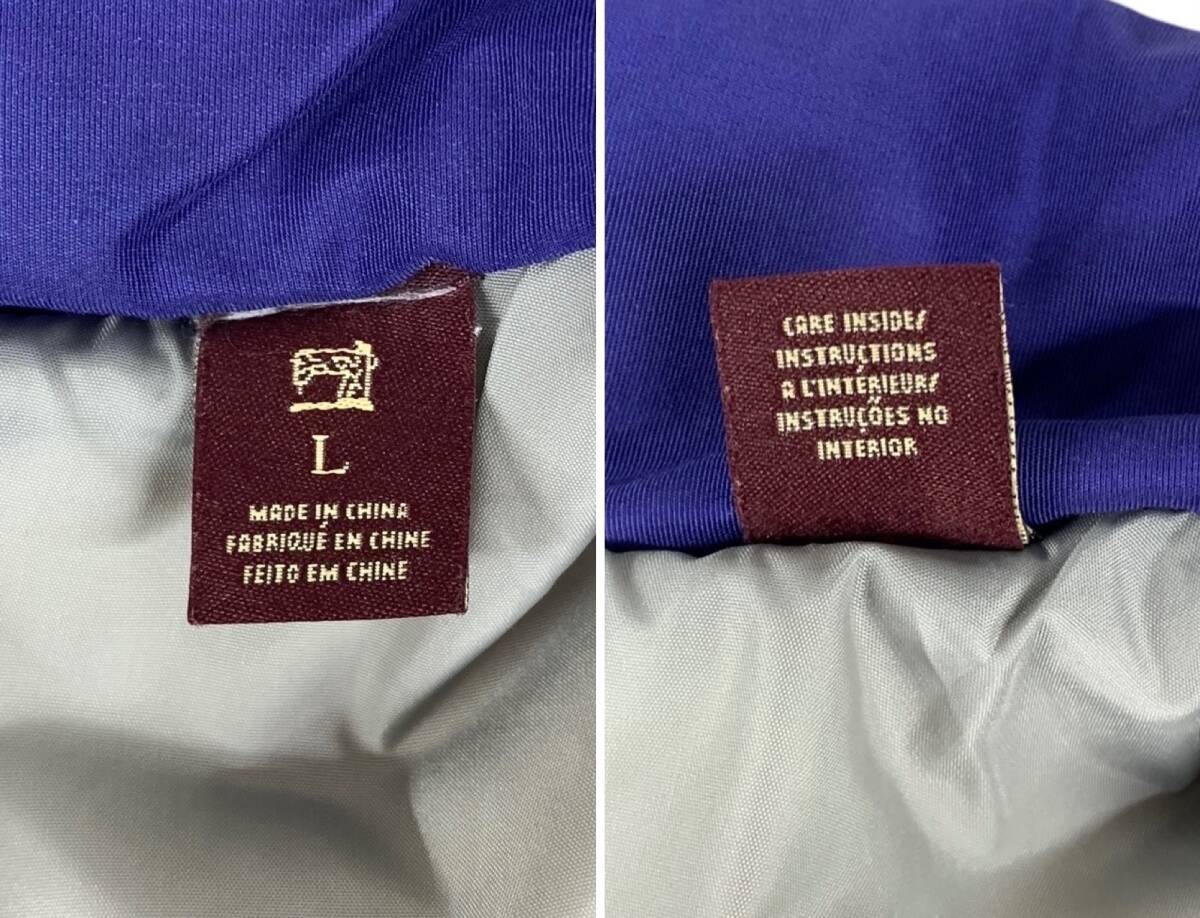 L
MADE IN CHINA
FABRIQUÉ EN CHINE
FEITO EM CHINE
CARE INSIDE/
INSTRUCTIONS
A L'INTÉRIEUR/
INSTRUÇÕES NO
INTERIOR